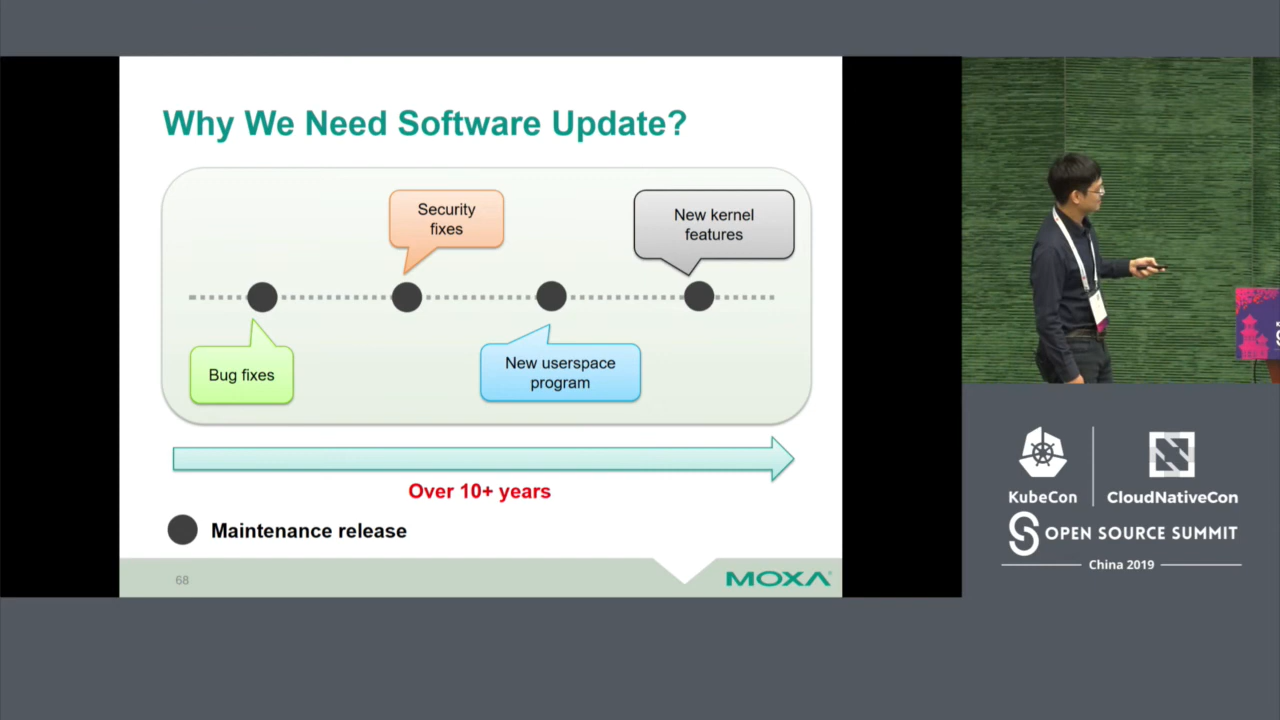 Why We Need Software Update?
Security
fixes
New kernel
features
Bug fixes
New userspace
program
Over 10+ years
Maintenance release
68
MOXA
KubeCon
CloudNativeCon
OPEN SOURCE SUMMIT
China 2019